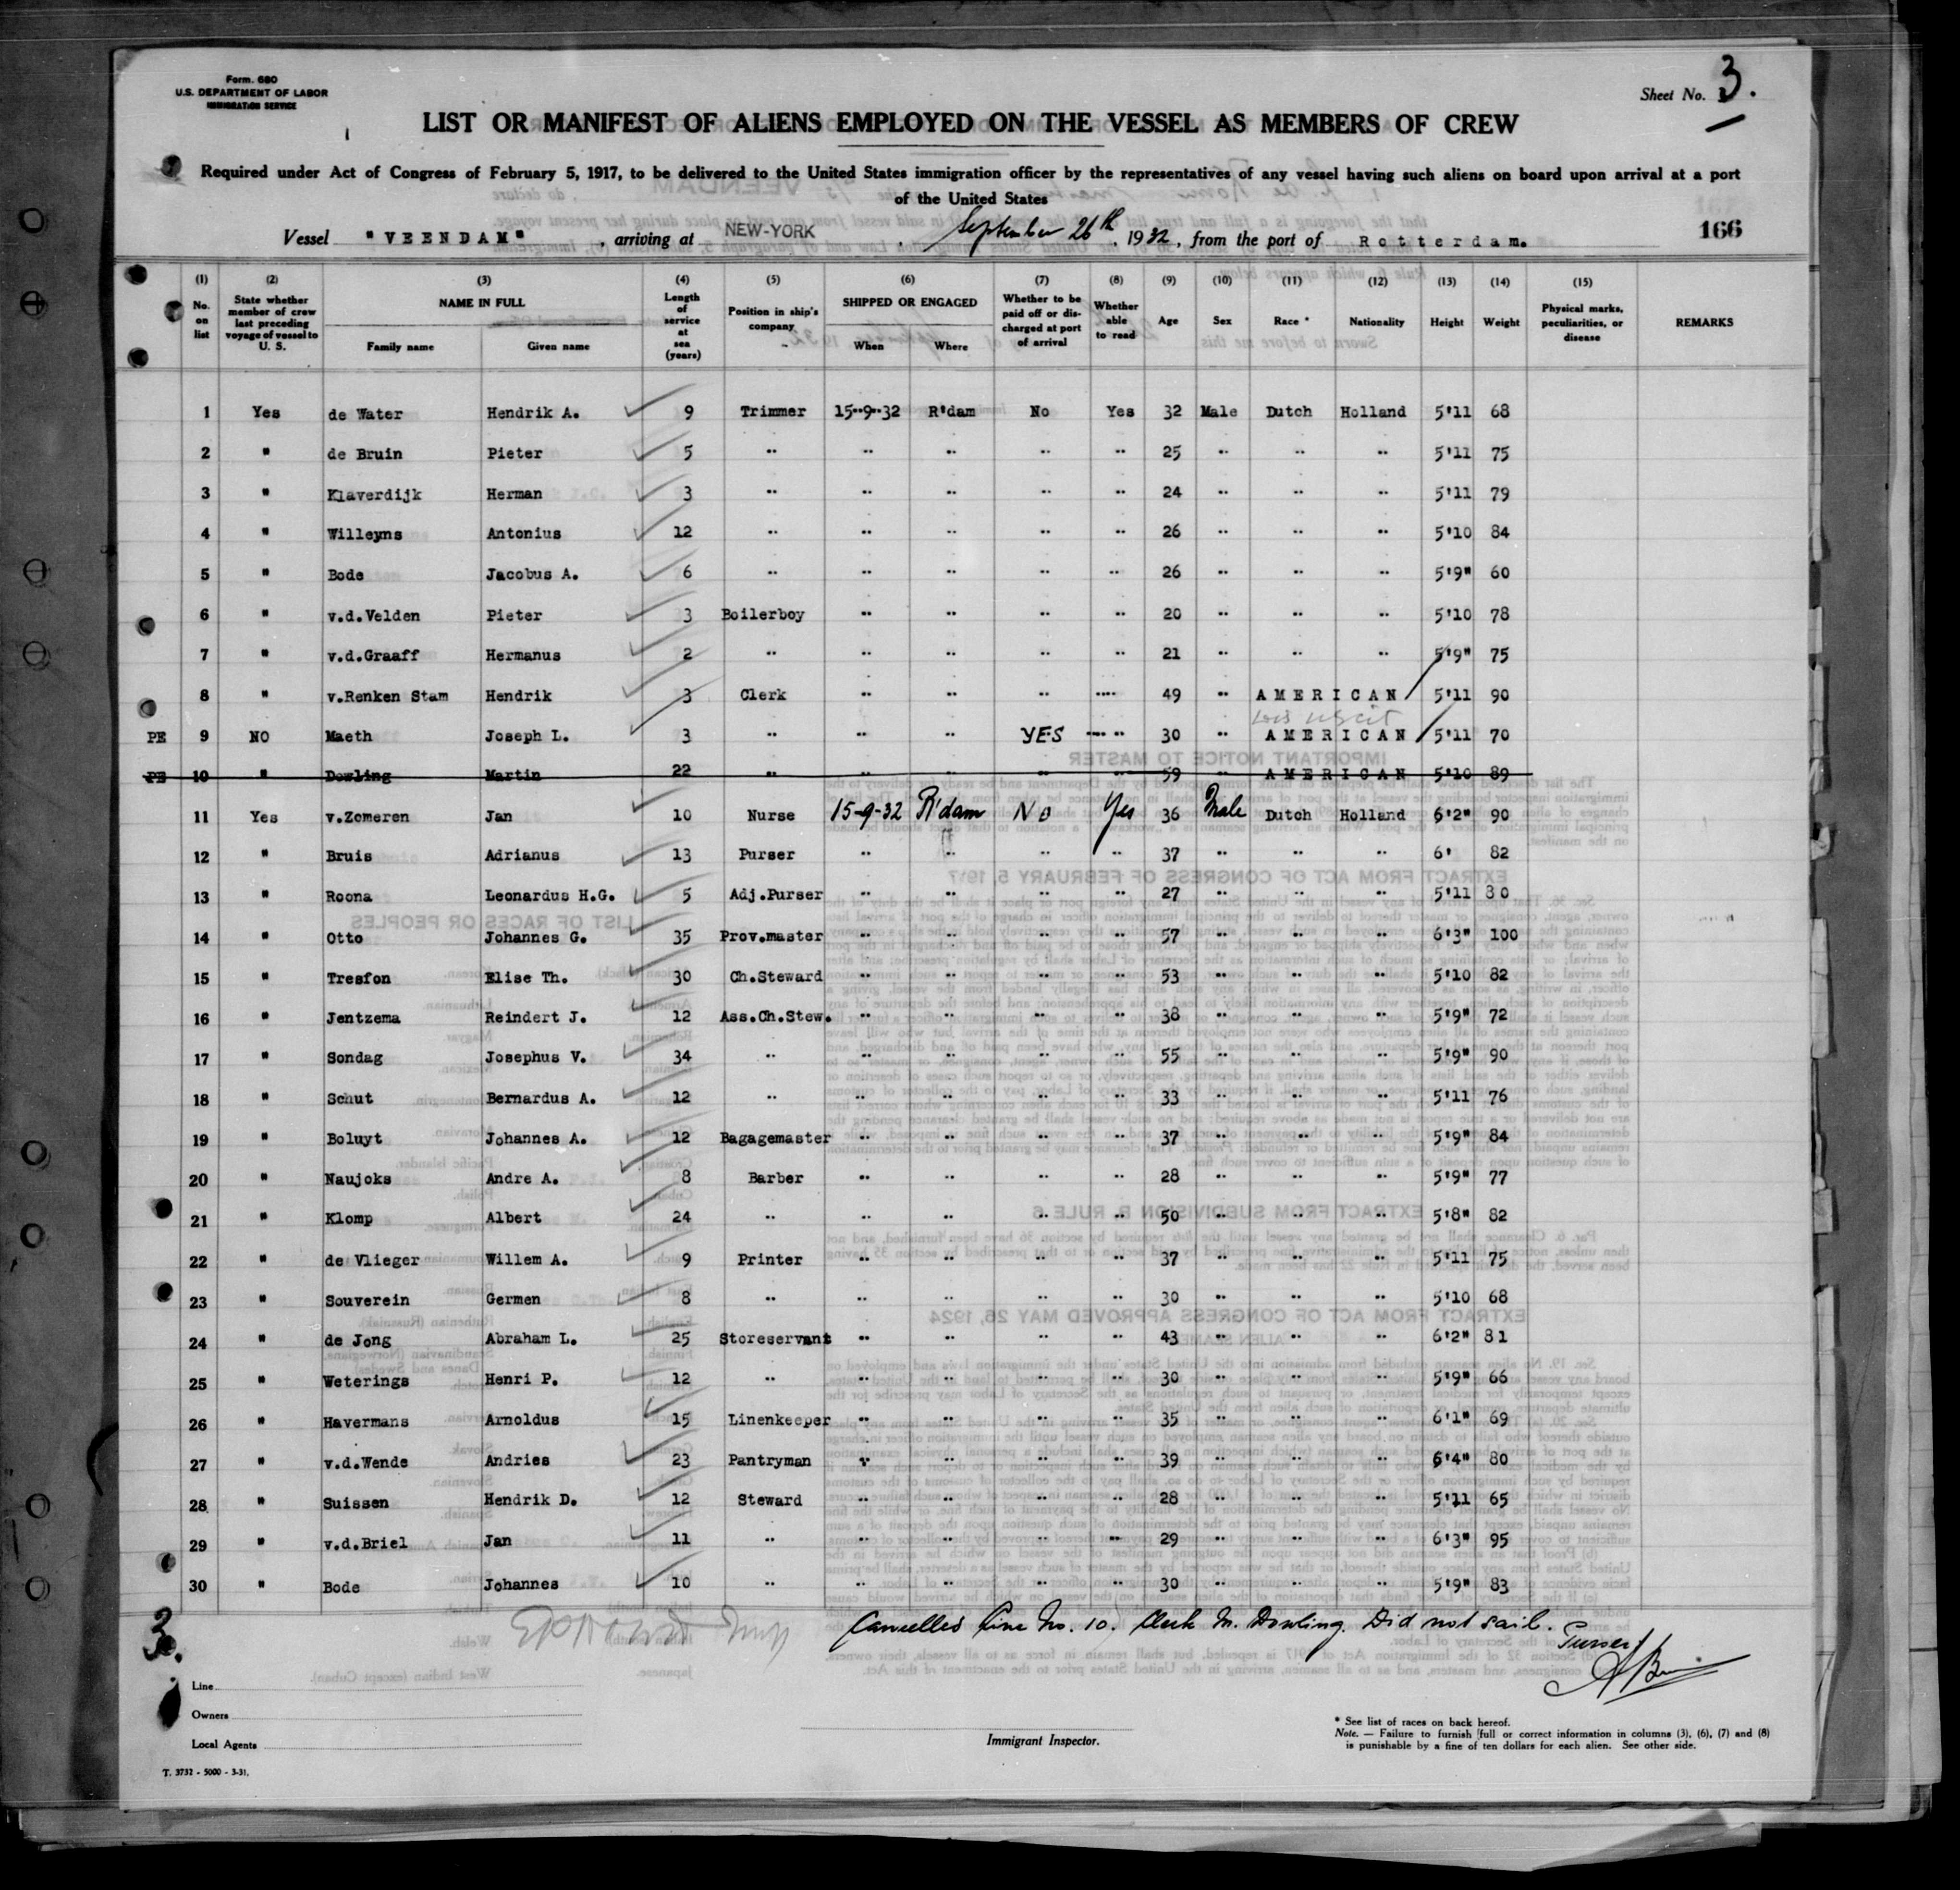 Form. 680
U.S. DEPARTMENT OF LABOR
IMMIGRATION SERVICE
Sheet No. 3.
LIST OR MANIFEST OF ALIENS EMPLOYED ON THE VESSEL AS MEMBERS OF CREW
Required under Act of Congress of February 5, 1917, to be delivered to the United States immigration officer by the representatives of any vessel having such aliens on board upon arrival at a port
of the United States
Vessel "VEENDAM", arriving at NEW-YORK, September 26th, 1932, from the port of Rotterdam.
166
(1) No. on list
(2) State whether member of crew last preceding voyage of vessel to U. S.
(3) NAME IN FULL Family name Given name
(4) Length of service at sea (years)
(5) Position in ship's company
(6) SHIPPED OR ENGAGED When Where
(7) Whether to be paid off or discharged at port of arrival
(8) Whether able to read
(9) Age
(10) Sex
(11) Race *
(12) Nationality
(13) Height
(14) Weight
(15) Physical marks, peculiarities, or disease
REMARKS
1 Yes de Water Hendrik A. 9 Trimmer 15-9-32 R'dam No Yes 32 Male Dutch Holland 5'11 68
2 " de Bruin Pieter 5 " " " " " 25 " " " 5'11 75
3 " Klaverdijk Herman 3 " " " " " 24 " " " 5'11 79
4 " Willeyns Antonius 12 " " " " " 26 " " " 5'10 84
5 " Bode Jacobus A. 6 " " " " " 26 " " " 5'9" 60
6 " v.d.Velden Pieter 3 Boilerboy " " " " 20 " " " 5'10 78
7 " v.d.Graaff Hermanus 2 " " " " " 21 " " " 5'9" 75
8 " v.Renken Stam Hendrik 3 Clerk " " " " 49 " AMERICAN 5'11 90
PE 9 NO Maeth Joseph L. 3 " " " YES " 30 " AMERICAN 5'11 70
PE 10 " Dowling Martin 22 " " " " " 59 " AMERICAN 5'10 89
11 Yes v.Zomeren Jan 10 Nurse 15-9-32 R'dam No Yes 36 Male Dutch Holland 6'2" 90
12 " Bruis Adrianus 13 Purser " " " " 37 " " " 6' 82
13 " Roona Leonardus H.G. 5 Adj.Purser " " " " 27 " " " 5'11 80
14 " Otto Johannes G. 35 Prov.master " " " " 57 " " " 6'3" 100
15 " Tresfon Elise Th. 30 Ch.Steward " " " " 53 " " " 5'10 82
16 " Jentzema Reindert J. 12 Ass.Ch.Stew. " " " " 38 " " " 5'9" 72
17 " Sondag Josephus V. 34 " " " " " 55 " " " 5'9" 90
18 " Schut Bernardus A. 12 " " " " " 33 " " " 5'11 76
19 " Boluyt Johannes A. 12 Bagagemaster " " " " 37 " " " 5'9" 84
20 " Naujoks Andre A. 8 Barber " " " " 28 " " " 5'9" 77
21 " Klomp Albert 24 " " " " " 50 " " " 5'8" 82
22 " de Vlieger Willem A. 9 Printer " " " " 37 " " " 5'11 75
23 " Souverein Germen 8 " " " " " 30 " " " 5'10 68
24 " de Jong Abraham L. 25 Storeservant " " " " 43 " " " 6'2" 81
25 " Weterings Henri P. 12 " " " " " 30 " " " 5'9" 66
26 " Havermans Arnoldus 15 Linenkeeper " " " " 35 " " " 6'1" 69
27 " v.d.Wende Andries 23 Pantryman " " " " 39 " " " 6'4" 80
28 " Suissen Hendrik D. 12 Steward " " " " 28 " " " 5'11 65
29 " v.d.Briel Jan 11 " " " " " 29 " " " 6'3" 95
30 " Bode Johannes 10 " " " " " 30 " " " 5'9" 83
Cancelled line No. 10. Clerk M. Dowling. Did not sail.
Purser
3.
Line
Owners
Local Agents
Immigrant Inspector.
* See list of races on back hereof.
Note. — Failure to furnish full or correct information in columns (3), (6), (7) and (8)
is punishable by a fine of ten dollars for each alien. See other side.
T. 3732 - 5000 - 3-31.